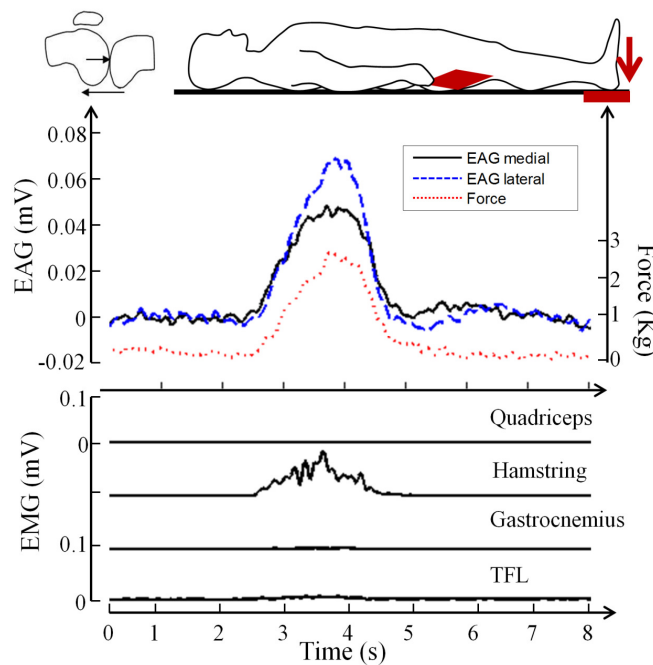 0.08
0.06
0.04
0.02
0
-0.02
EAG (mV)
EAG medial
EAG lateral
Force
3
2
1
0
Force (Kg)
0.1
0
0.1
0
EMG (mV)
Quadriceps
Hamstring
Gastrocnemius
TFL
0 1 2 3 4 5 6 7 8
Time (s)